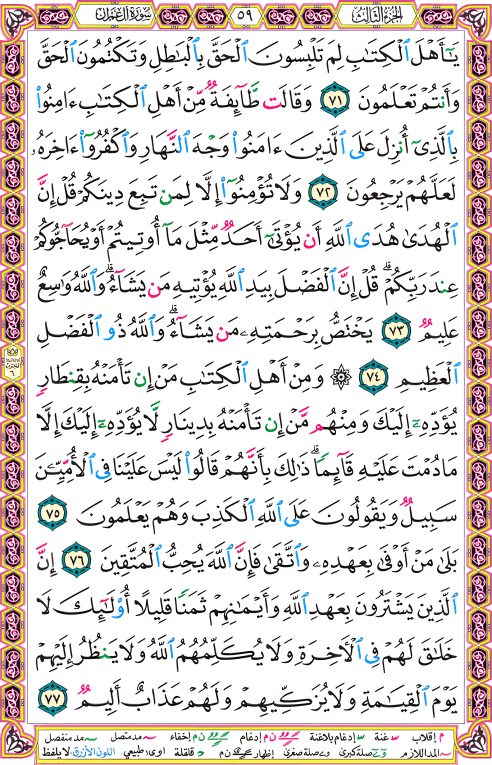 الجزء الثالث
٥٩
سورة آل عمران
يَـٰٓأَهْلَ ٱلْكِتَـٰبِ لِمَ تَلْبِسُونَ ٱلْحَقَّ بِٱلْبَـٰطِلِ وَتَكْتُمُونَ ٱلْحَقَّ
وَأَنتُمْ تَعْلَمُونَ ٧١ وَقَالَت طَّآئِفَةٌ مِّنْ أَهْلِ ٱلْكِتَـٰبِ ءَامِنُوا۟
بِٱلَّذِىٓ أُنزِلَ عَلَى ٱلَّذِينَ ءَامَنُوا۟ وَجْهَ ٱلنَّهَارِ وَٱكْفُرُوٓا۟ ءَاخِرَهُۥ
لَعَلَّهُمْ يَرْجِعُونَ ٧٢ وَلَا تُؤْمِنُوٓا۟ إِلَّا لِمَن تَبِعَ دِينَكُمْ قُلْ إِنَّ
ٱلْهُدَىٰ هُدَى ٱللَّهِ أَن يُؤْتَىٰٓ أَحَدٌ مِّثْلَ مَآ أُوتِيتُمْ أَوْ يُحَآجُّوكُمْ
عِندَ رَبِّكُمْ ۗ قُلْ إِنَّ ٱلْفَضْلَ بِيَدِ ٱللَّهِ يُؤْتِيهِ مَن يَشَآءُ ۗ وَٱللَّهُ وَٰسِعٌ
عَلِيمٌ ٧٣ يَخْتَصُّ بِرَحْمَتِهِۦ مَن يَشَآءُ ۗ وَٱللَّهُ ذُو ٱلْفَضْلِ
ٱلْعَظِيمِ ٧٤ ۞ وَمِنْ أَهْلِ ٱلْكِتَـٰبِ مَنْ إِن تَأْمَنْهُ بِقِنطَارٍ
يُؤَدِّهِۦٓ إِلَيْكَ وَمِنْهُم مَّنْ إِن تَأْمَنْهُ بِدِينَارٍ لَّا يُؤَدِّهِۦٓ إِلَيْكَ إِلَّا
مَا دُمْتَ عَلَيْهِ قَآئِمًا ۗ ذَٰلِكَ بِأَنَّهُمْ قَالُوا۟ لَيْسَ عَلَيْنَا فِى ٱلْأُمِّيِّـۧنَ
سَبِيلٌ وَيَقُولُونَ عَلَى ٱللَّهِ ٱلْكَذِبَ وَهُمْ يَعْلَمُونَ ٧٥
بَلَىٰ مَنْ أَوْفَىٰ بِعَهْدِهِۦ وَٱتَّقَىٰ فَإِنَّ ٱللَّهَ يُحِبُّ ٱلْمُتَّقِينَ ٧٦ إِنَّ
ٱلَّذِينَ يَشْتَرُونَ بِعَهْدِ ٱللَّهِ وَأَيْمَـٰنِهِمْ ثَمَنًا قَلِيلًا أُو۟لَـٰٓئِكَ لَا
خَلَـٰقَ لَهُمْ فِى ٱلْـَٔاخِرَةِ وَلَا يُكَلِّمُهُمُ ٱللَّهُ وَلَا يَنظُرُ إِلَيْهِمْ
يَوْمَ ٱلْقِيَـٰمَةِ وَلَا يُزَكِّيهِمْ وَلَهُمْ عَذَابٌ أَلِيمٌ ٧٧
م إقلاب س غنة س إدغام بلاغنة ن م إدغام ن م إخفاء ~ مد متصل ~ مد منفصل
~ المد اللازم صلة كبرى صلة صغرى إظهار ن م قلقلة اوى طبيعي اللون الأزرق لا يلفظ